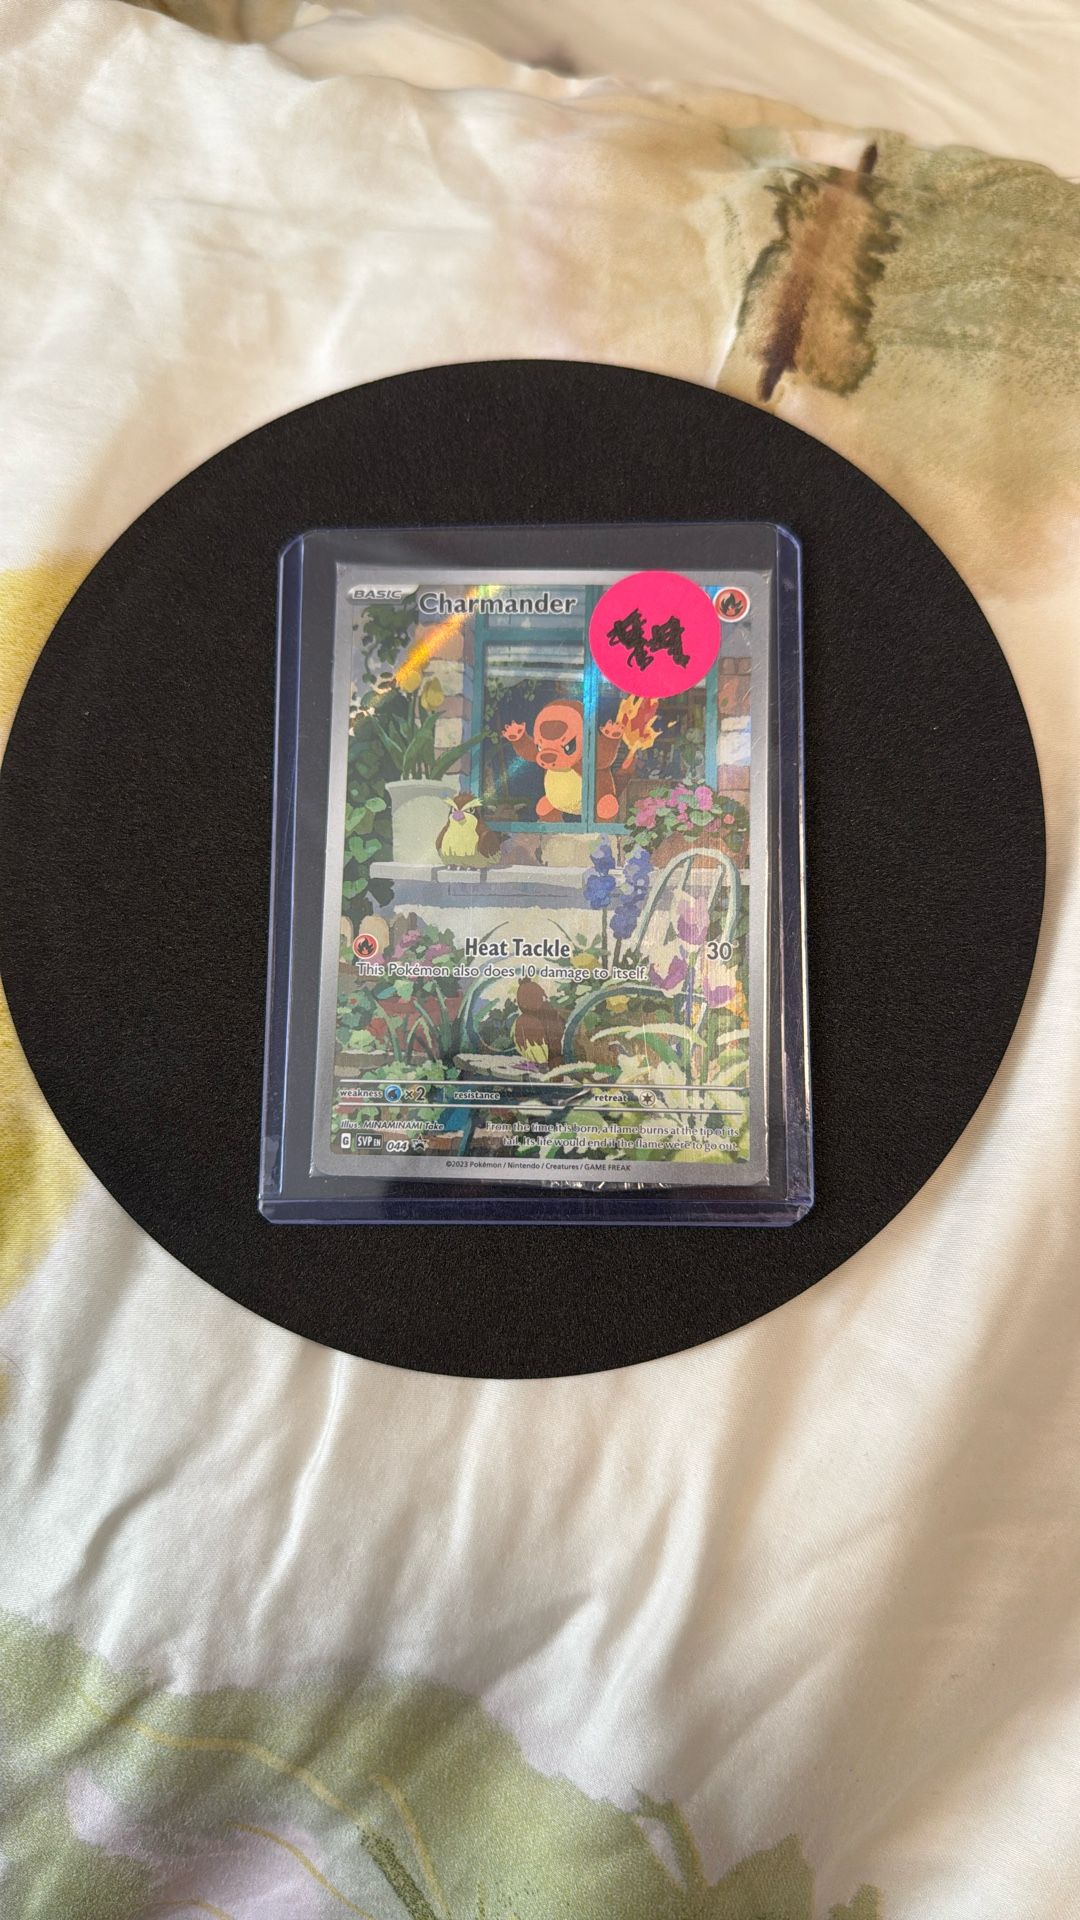 BASIC Charmander
Heat Tackle 30
This Pokémon also does 10 damage to itself.
weakness ×2 resistance retreat
Illus. MINAMINAMI Take
From the time it is born, a flame burns at the tip of its
tail. Its life would end if the flame were to go out.
G SVP EN 044
©2023 Pokémon / Nintendo / Creatures / GAME FREAK